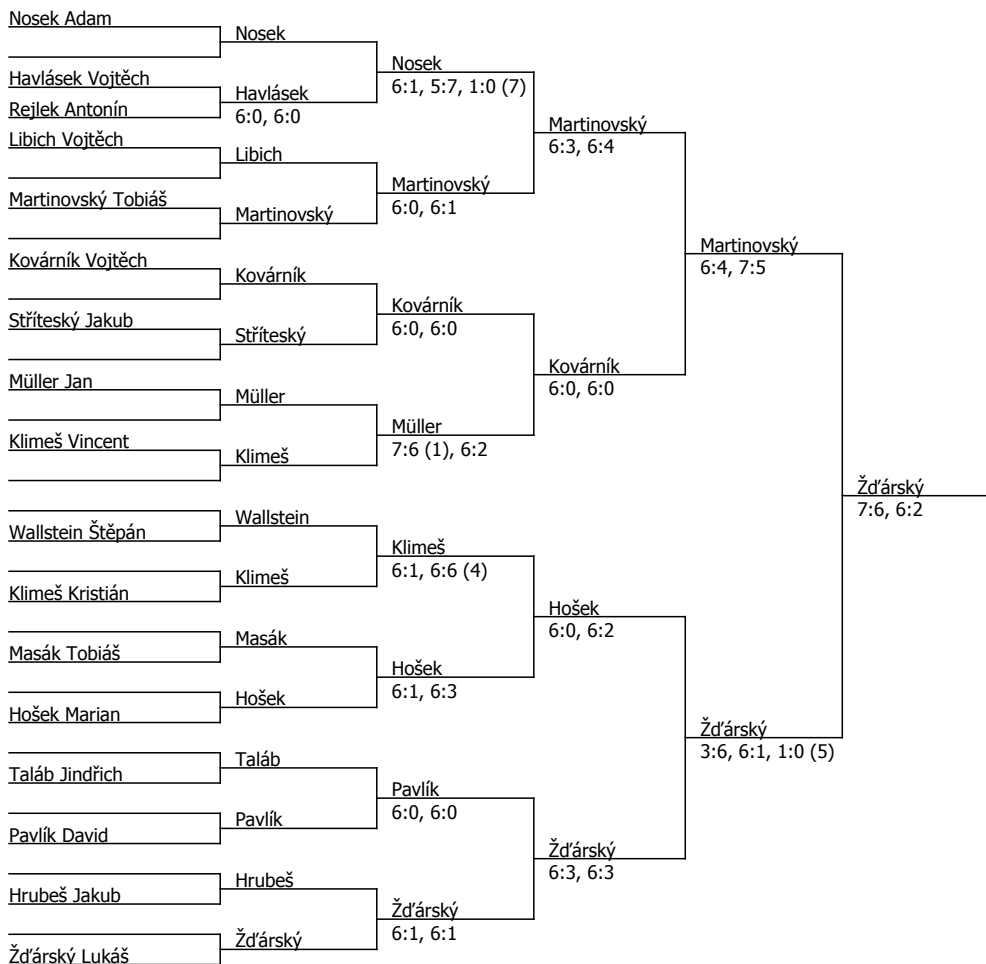 Nosek Adam
Havlásek Vojtěch
Rejlek Antonín
Libich Vojtěch
Martinovský Tobiáš
Kovárník Vojtěch
Stříteský Jakub
Müller Jan
Klimeš Vincent
Wallstein Štěpán
Klimeš Kristián
Masák Tobiáš
Hošek Marian
Taláb Jindřich
Pavlík David
Hrubeš Jakub
Žďárský Lukáš
Nosek
Havlásek
6:0, 6:0
Libich
Martinovský
Kovárník
Stříteský
Müller
Klimeš
Wallstein
Klimeš
Masák
Hošek
Taláb
Pavlík
Hrubeš
Žďárský
Nosek
6:1, 5:7, 1:0 (7)
Martinovský
6:0, 6:1
Kovárník
6:0, 6:0
Müller
7:6 (1), 6:2
Klimeš
6:1, 6:6 (4)
Hošek
6:1, 6:3
Pavlík
6:0, 6:0
Žďárský
6:1, 6:1
Martinovský
6:3, 6:4
Kovárník
6:0, 6:0
Hošek
6:0, 6:2
Žďárský
6:3, 6:3
Martinovský
6:4, 7:5
Žďárský
3:6, 6:1, 1:0 (5)
Žďárský
7:6, 6:2